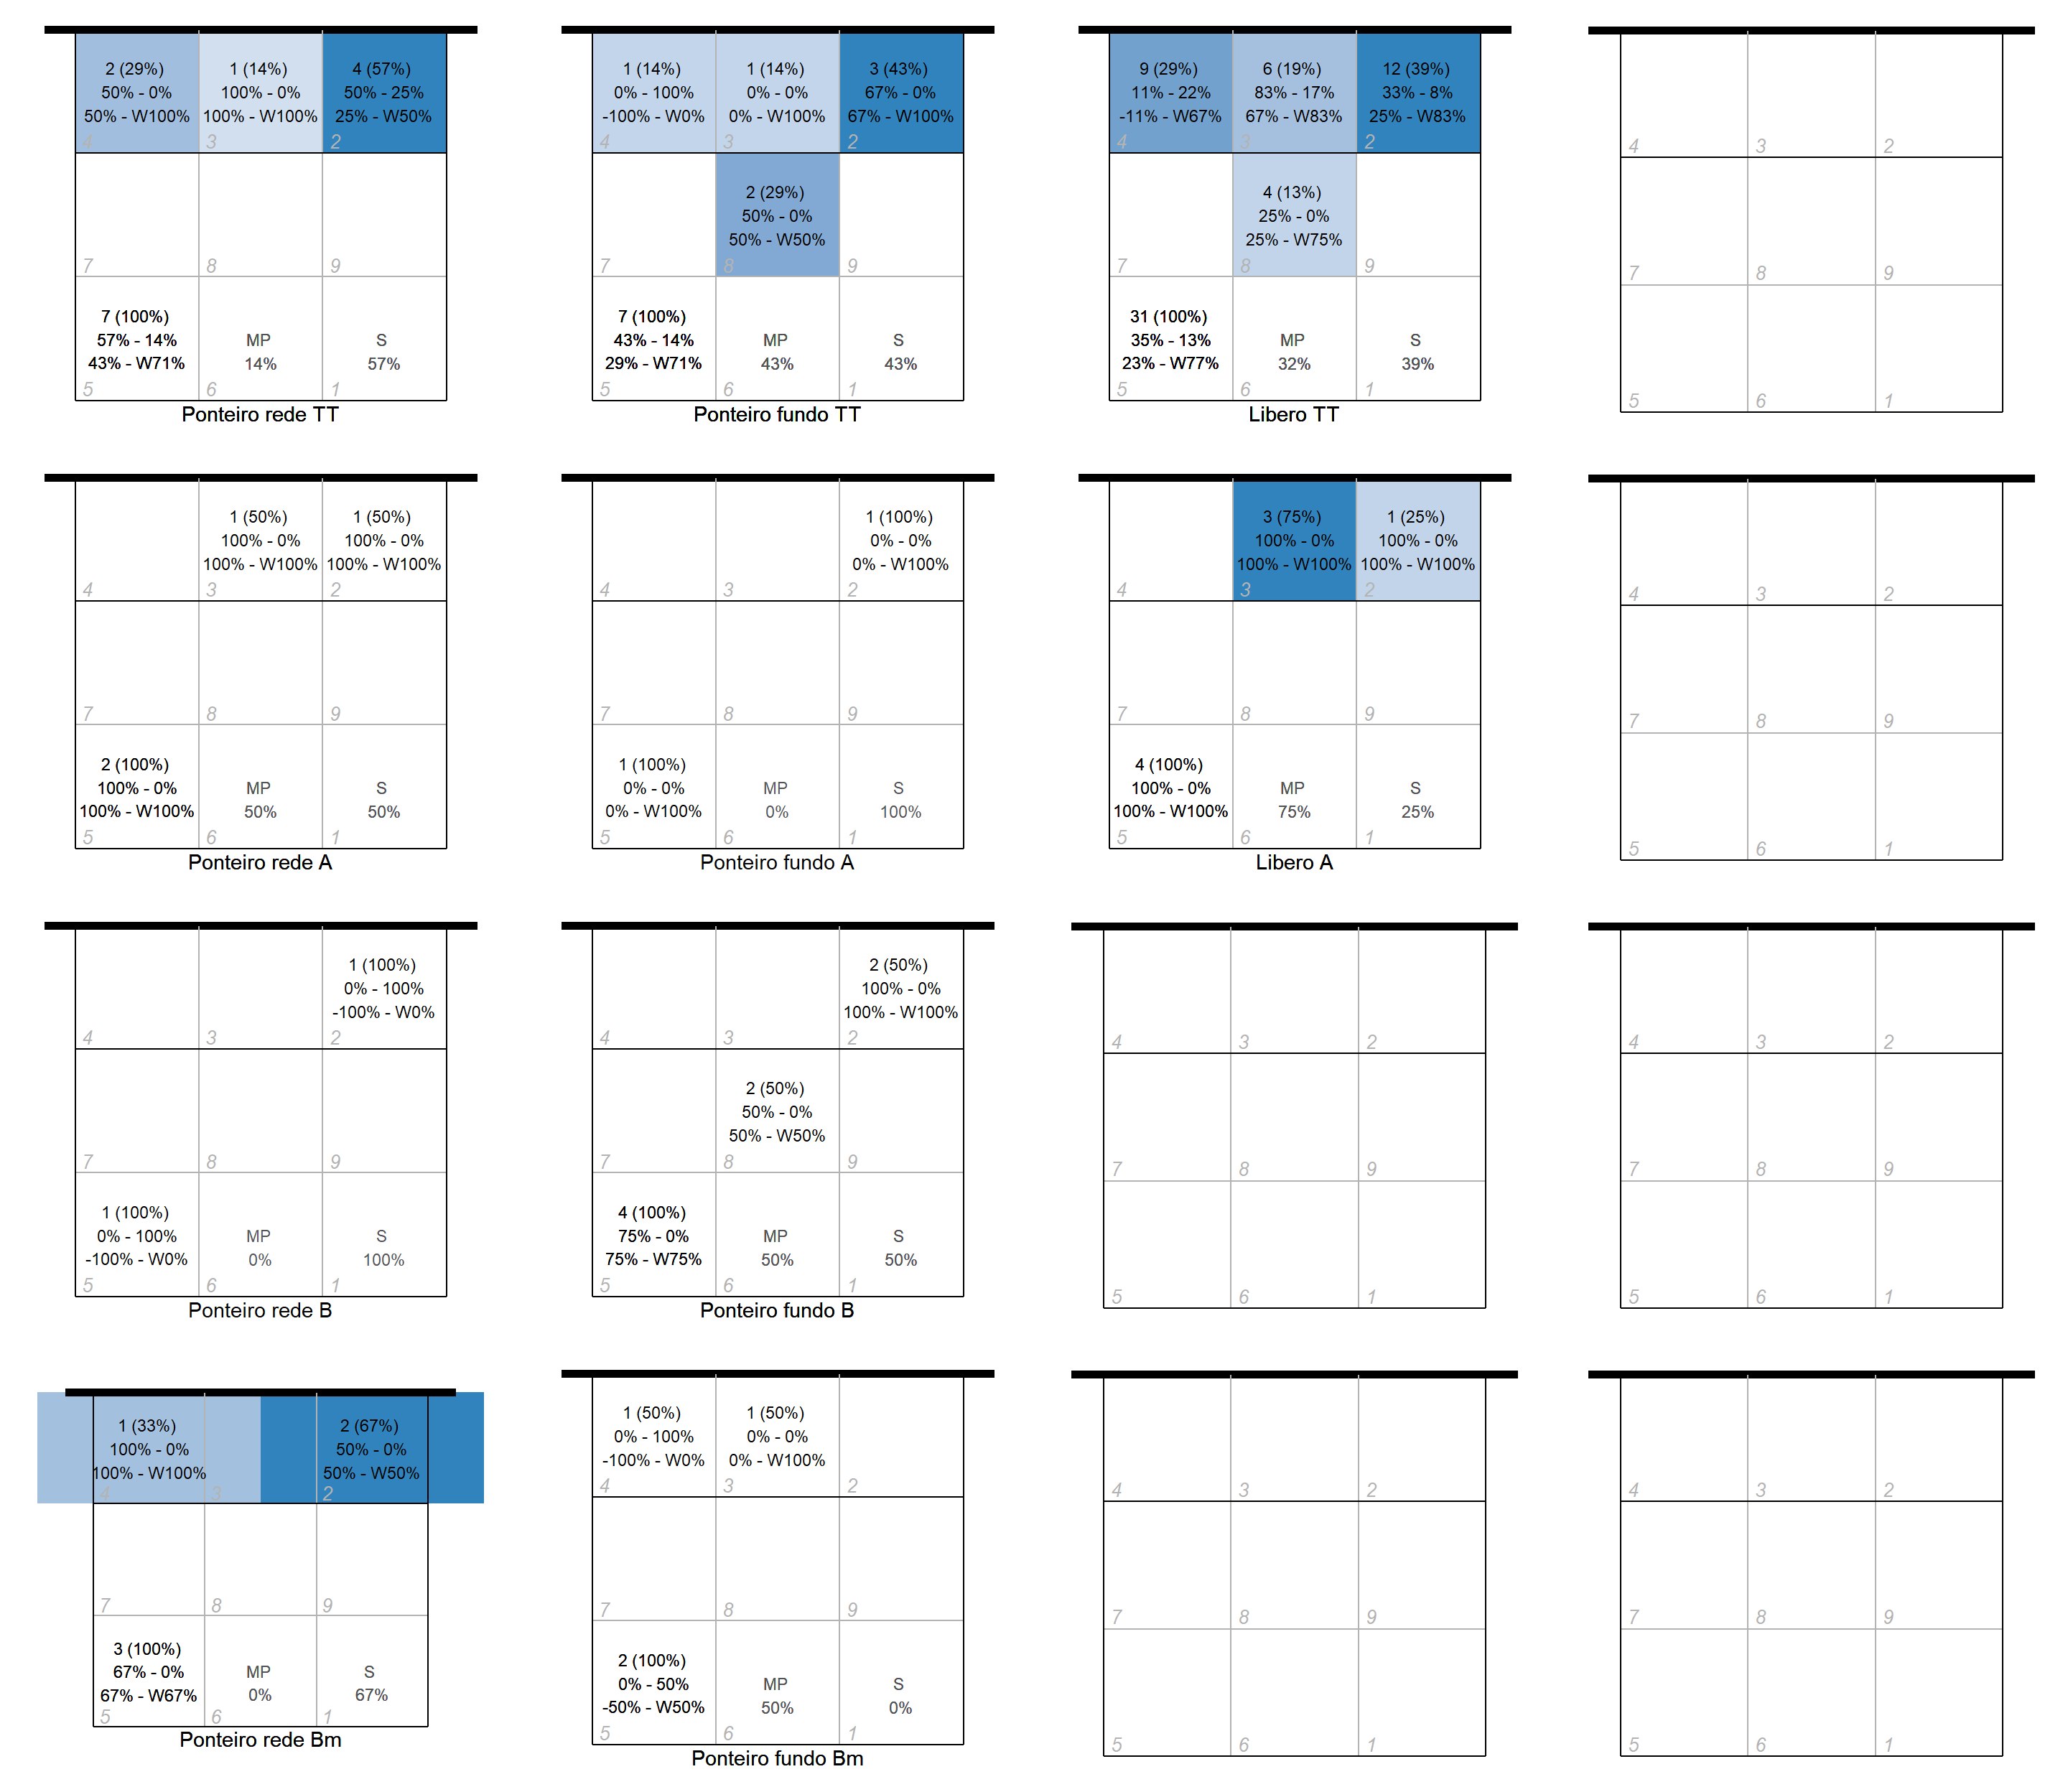 2 (29%)
50% - 0%
50% - W100%
4
1 (14%)
100% - 0%
100% - W100%
3
4 (57%)
50% - 25%
25% - W50%
2
7
8
9
7 (100%)
57% - 14%
43% - W71%
5
MP
14%
6
S
57%
1
Ponteiro rede TT
1 (14%)
0% - 100%
-100% - W0%
4
1 (14%)
0% - 0%
0% - W100%
3
3 (43%)
67% - 0%
67% - W100%
2
7
2 (29%)
50% - 0%
50% - W50%
8
9
7 (100%)
43% - 14%
29% - W71%
5
MP
43%
6
S
43%
1
Ponteiro fundo TT
9 (29%)
11% - 22%
-11% - W67%
4
6 (19%)
83% - 17%
67% - W83%
3
12 (39%)
33% - 8%
25% - W83%
2
7
4 (13%)
25% - 0%
25% - W75%
8
9
31 (100%)
35% - 13%
23% - W77%
5
MP
32%
6
S
39%
1
Libero TT
4
3
2
7
8
9
5
6
1
4
1 (50%)
100% - 0%
100% - W100%
3
1 (50%)
100% - 0%
100% - W100%
2
7
8
9
2 (100%)
100% - 0%
100% - W100%
5
MP
50%
6
S
50%
1
Ponteiro rede A
4
3
1 (100%)
0% - 0%
0% - W100%
2
7
8
9
1 (100%)
0% - 0%
0% - W100%
5
MP
0%
6
S
100%
1
Ponteiro fundo A
4
3 (75%)
100% - 0%
100% - W100%
3
1 (25%)
100% - 0%
100% - W100%
2
7
8
9
4 (100%)
100% - 0%
100% - W100%
5
MP
75%
6
S
25%
1
Libero A
4
3
2
7
8
9
5
6
1
4
3
1 (100%)
0% - 100%
-100% - W0%
2
7
8
9
1 (100%)
0% - 100%
-100% - W0%
5
MP
0%
6
S
100%
1
Ponteiro rede B
4
3
2 (50%)
100% - 0%
100% - W100%
2
7
2 (50%)
50% - 0%
50% - W50%
8
9
4 (100%)
75% - 0%
75% - W75%
5
MP
50%
6
S
50%
1
Ponteiro fundo B
4
3
2
7
8
9
5
6
1
4
3
2
7
8
9
5
6
1
1 (33%)
100% - 0%
100% - W100%
4
3
2 (67%)
50% - 0%
50% - W50%
2
7
8
9
3 (100%)
67% - 0%
67% - W67%
5
MP
0%
6
S
67%
1
Ponteiro rede Bm
1 (50%)
0% - 100%
-100% - W0%
4
1 (50%)
0% - 0%
0% - W100%
3
2
7
8
9
2 (100%)
0% - 50%
-50% - W50%
5
MP
50%
6
S
0%
1
Ponteiro fundo Bm
4
3
2
7
8
9
5
6
1
4
3
2
7
8
9
5
6
1